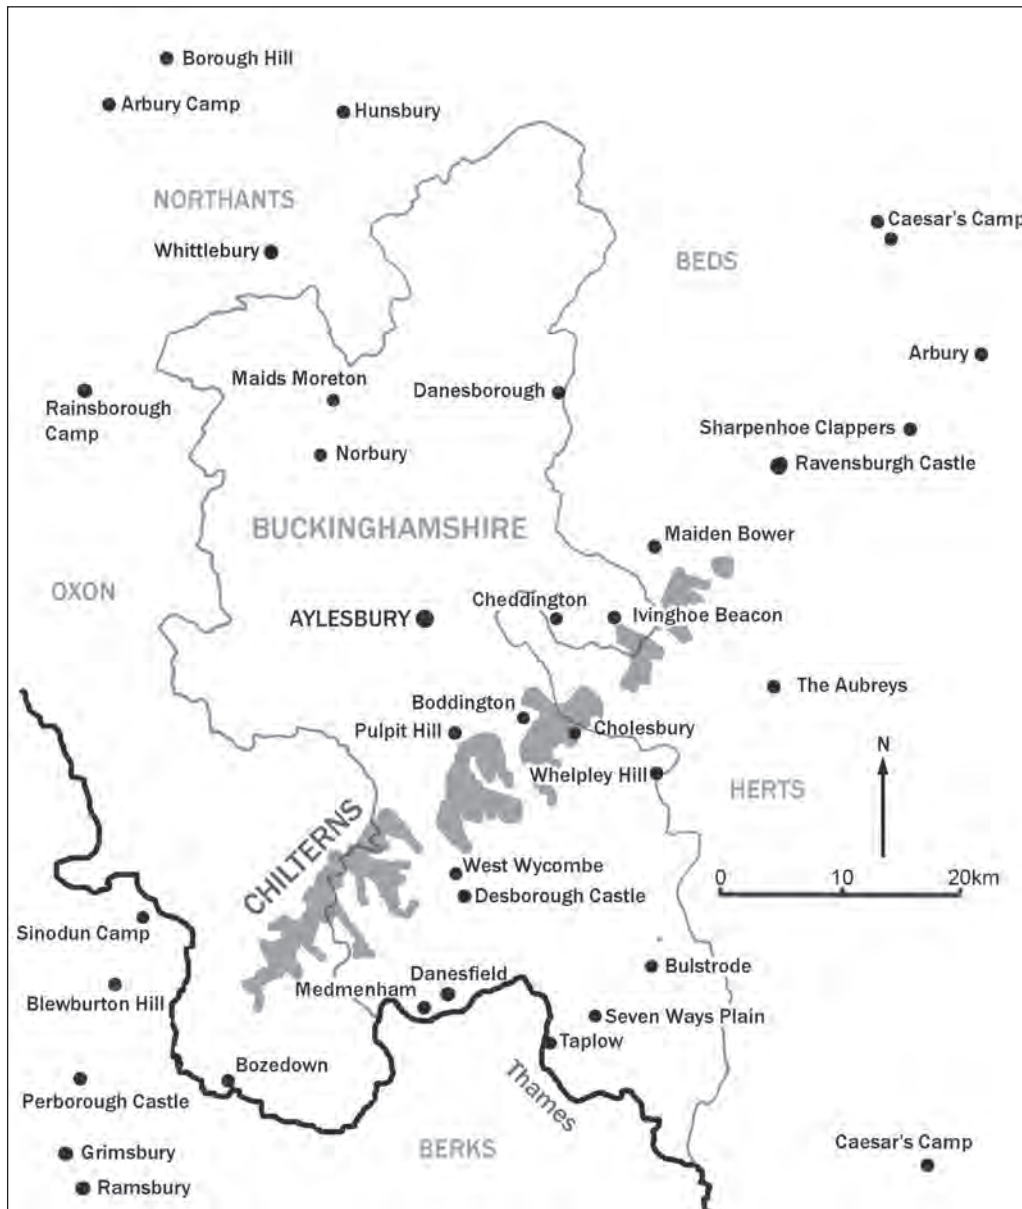 Borough Hill
Arbury Camp
Hunsbury
NORTHANTS
Caesar's Camp
Whittlebury
BEDS
Arbury
Maids Moreton
Danesborough
Rainsborough
Camp
Sharpenhoe Clappers
Norbury
Ravensburgh Castle
BUCKINGHAMSHIRE
Maiden Bower
OXON
Cheddington
AYLESBURY
Ivinghoe Beacon
The Aubreys
Boddington
Pulpit Hill
Cholesbury
N
Whelpley Hill
HERTS
CHILTERNS
West Wycombe
0 10 20km
Desborough Castle
Sinodun Camp
Bulstrode
Danesfield
Blewburton Hill
Medmenham
Seven Ways Plain
Taplow
Bozedown
Thames
Perborough Castle
BERKS
Caesar's Camp
Grimsbury
Ramsbury